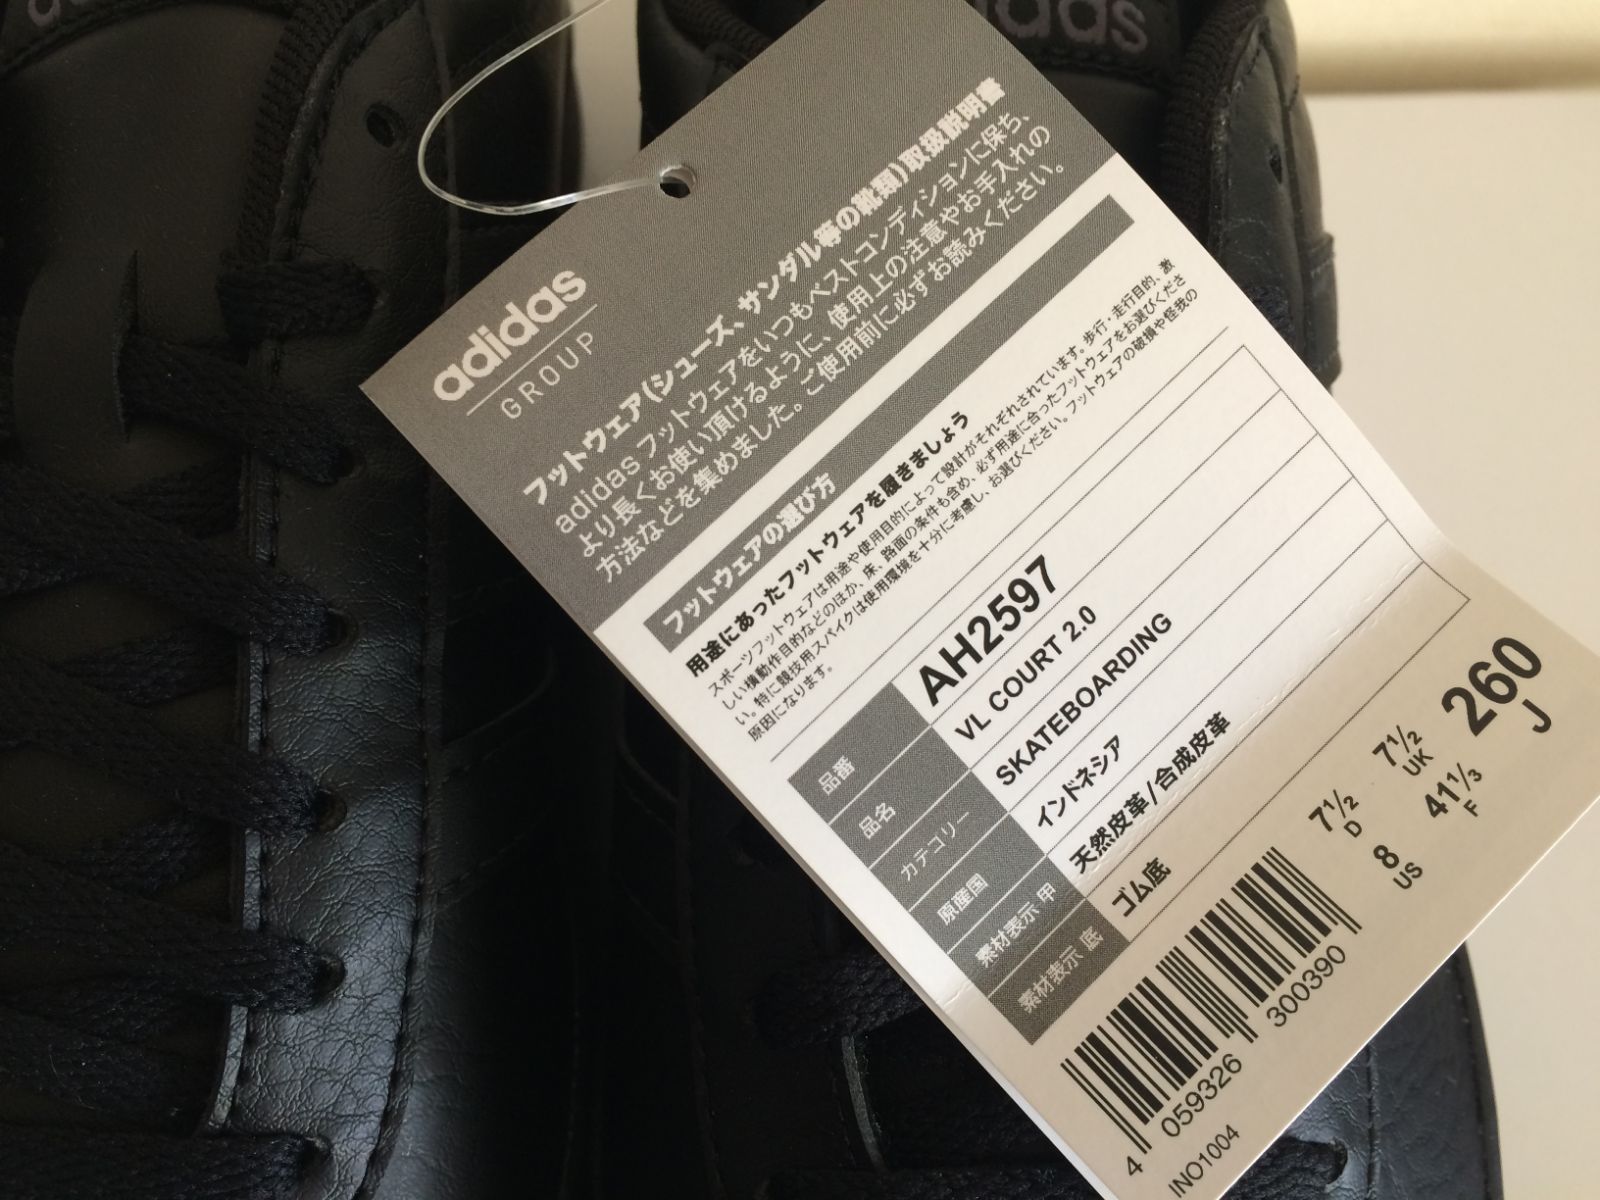 adidas
adidas
GROUP
フットウェア(シューズ、サンダル等の靴類)取扱説明書
adidas フットウェアをいつもベストコンディションに保ち、
より長くお使い頂けるように、使用上の注意やお手入れの
方法などを集めました。ご使用前に必ずお読みください。
フットウェアの選び方
用途にあったフットウェアを履きましょう
スポーツフットウェアは用途や使用目的によって設計がそれぞれされています。歩行・走行目的、激
しい横動作目的などのほか、床、路面の条件も含め、必ず用途に合ったフットウェアをお選びくださ
い。特に競技用スパイクは使用環境を十分に考慮し、お選びください。フットウェアの破損や怪我の
原因になります。
品番 AH2597
品名 VL COURT 2.0
カテゴリー SKATEBOARDING
原産国 インドネシア
素材表示 甲 天然皮革/合成皮革
素材表示 底 ゴム底
7½ D 7½ UK 260 J
8 US 41⅓ F
4 059326 300390
INO1004